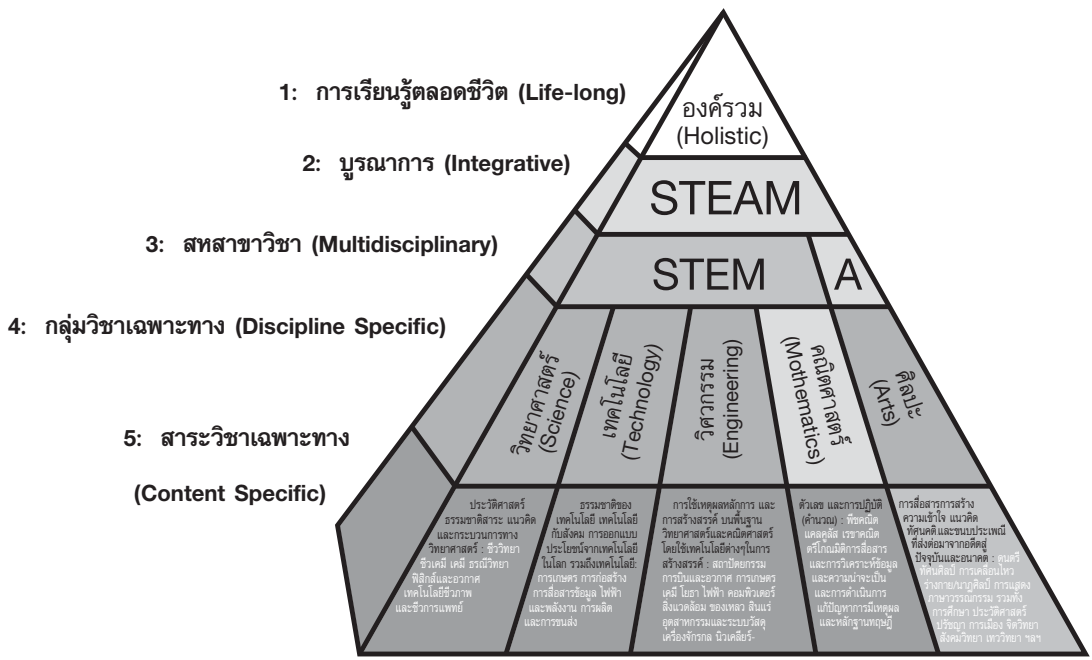 1: การเรียนรู้ตลอดชีวิต (Life-long)
องค์รวม
(Holistic)
2: บูรณาการ (Integrative)
STEAM
3: สหสาขาวิชา (Multidisciplinary)
STEM
A
4: กลุ่มวิชาเฉพาะทาง (Discipline Specific)
วิทยาศาสตร์
(Science)
เทคโนโลยี
(Technology)
วิศวกรรม
(Engineering)
คณิตศาสตร์
(Mothematics)
ศิลปะ
(Arts)
5: สาระวิชาเฉพาะทาง
(Content Specific)
ประวัติศาสตร์
ธรรมชาติสาระ แนวคิด
และกระบวนการทาง
วิทยาศาสตร์ : ชีววิทยา
ชีวเคมี เคมี ธรณีวิทยา
ฟิสิกส์และอวกาศ
เทคโนโลยีชีวภาพ
และชีวการแพทย์
ธรรมชาติของ
เทคโนโลยี เทคโนโลยี
กับสังคม การออกแบบ
ประโยชน์จากเทคโนโลยี
ในโลก รวมถึงเทคโนโลยี:
การเกษตร การก่อสร้าง
การสื่อสารข้อมูล ไฟฟ้า
และพลังงาน การผลิต
และการขนส่ง
การใช้เหตุผลหลักการ และ
การสร้างสรรค์ บนพื้นฐาน
วิทยาศาสตร์และคณิตศาสตร์
โดยใช้เทคโนโลยีต่างๆในการ
สร้างสรรค์ : สถาปัตยกรรม
การบินและอวกาศ การเกษตร
เคมี โยธา ไฟฟ้า คอมพิวเตอร์
สิ่งแวดล้อม ของเหลว สินแร่
อุตสาหกรรมและระบบวัสดุ
เครื่องจักรกล นิวเคลียร์-
ตัวเลข และการปฏิบัติ
(คำนวณ) : พีชคณิต
แคลคูลัส เรขาคณิต
ตรีโกณมิติการสื่อสาร
และการวิเคราะห์ข้อมูล
และความน่าจะเป็น
และการดำเนินการ
แก้ปัญหาการมีเหตุผล
และหลักฐานทฤษฎี
การสื่อสารการสร้าง
ความเข้าใจ แนวคิด
ทัศนคติและขนบประเพณี
ที่ส่งต่อมาจากอดีตสู่
ปัจจุบันและอนาคต : ดนตรี
ทัศนศิลป์ การเคลื่อนไหว
ร่างกาย/นาฏศิลป์ การแสดง
ภาษาวรรณกรรม รวมทั้ง
การศึกษา ประวัติศาสตร์
ปรัชญา การเมือง จิตวิทยา
สังคมวิทยา เทววิทยา ฯลฯ